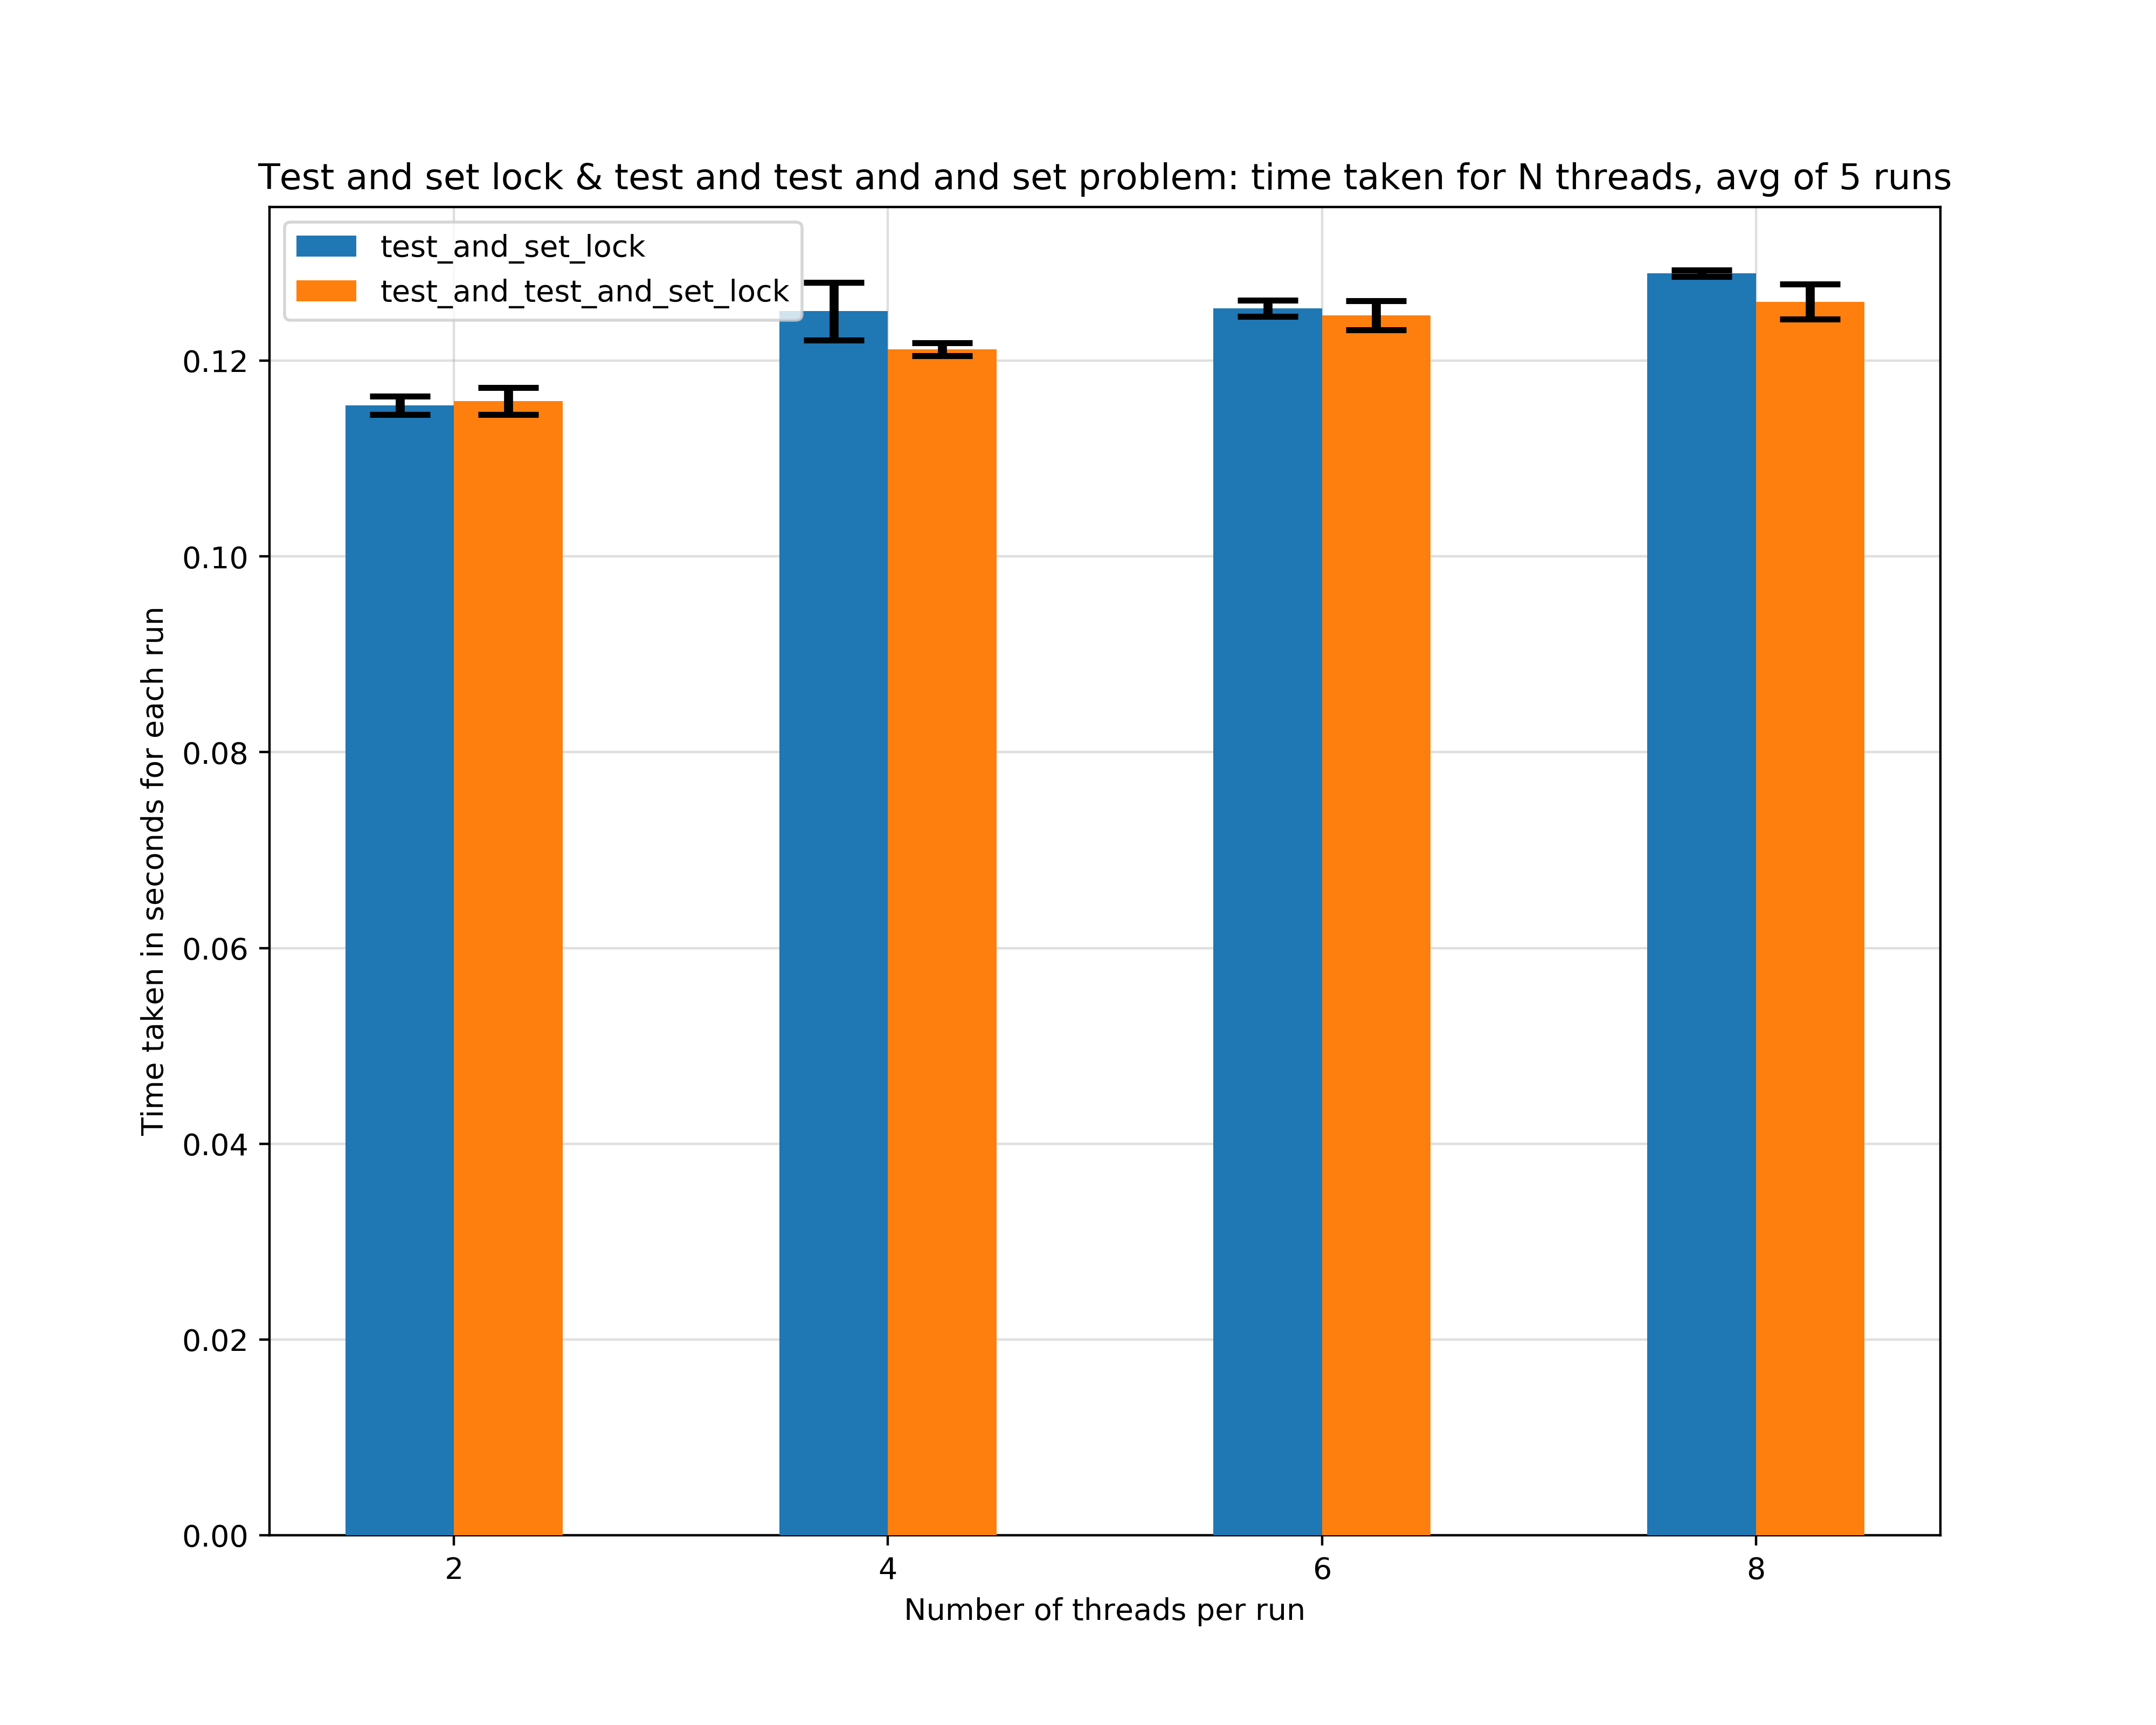 Test and set lock & test and test and and set problem: time taken for N threads, avg of 5 runs
test_and_set_lock
test_and_test_and_set_lock
Time taken in seconds for each run
0.12
0.10
0.08
0.06
0.04
0.02
0.00
2 4 6 8
Number of threads per run